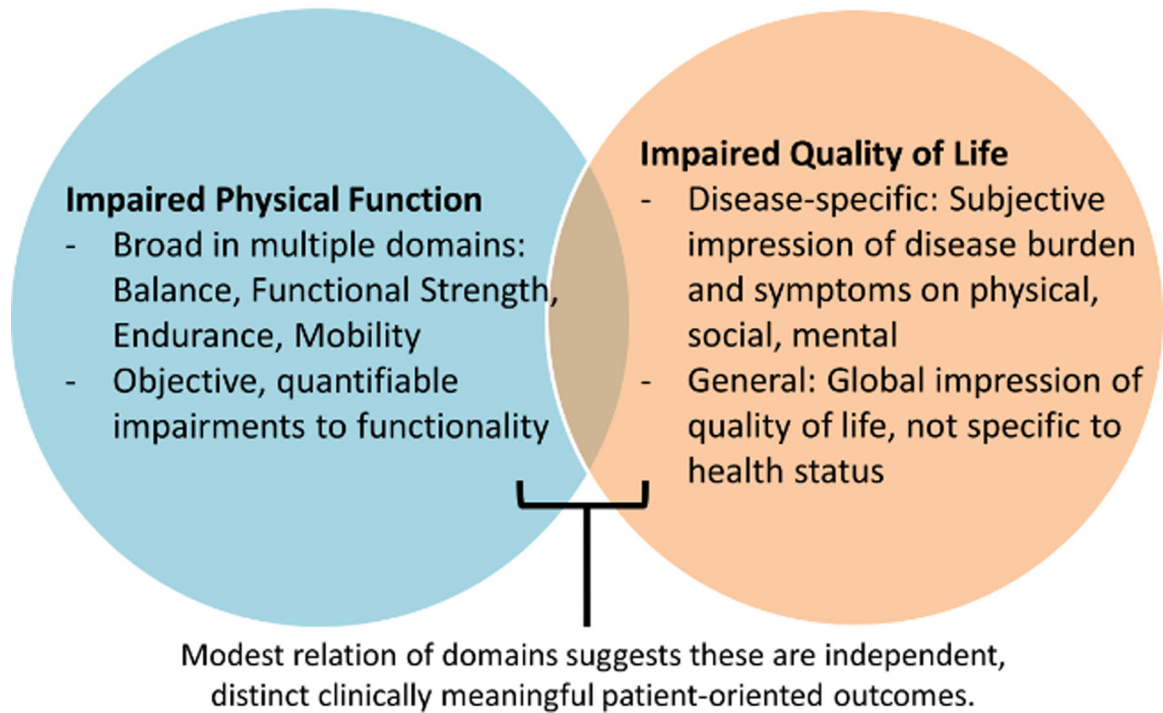 Impaired Physical Function
- Broad in multiple domains:
Balance, Functional Strength,
Endurance, Mobility
- Objective, quantifiable
impairments to functionality
Impaired Quality of Life
- Disease-specific: Subjective
impression of disease burden
and symptoms on physical,
social, mental
- General: Global impression of
quality of life, not specific to
health status
Modest relation of domains suggests these are independent,
distinct clinically meaningful patient-oriented outcomes.